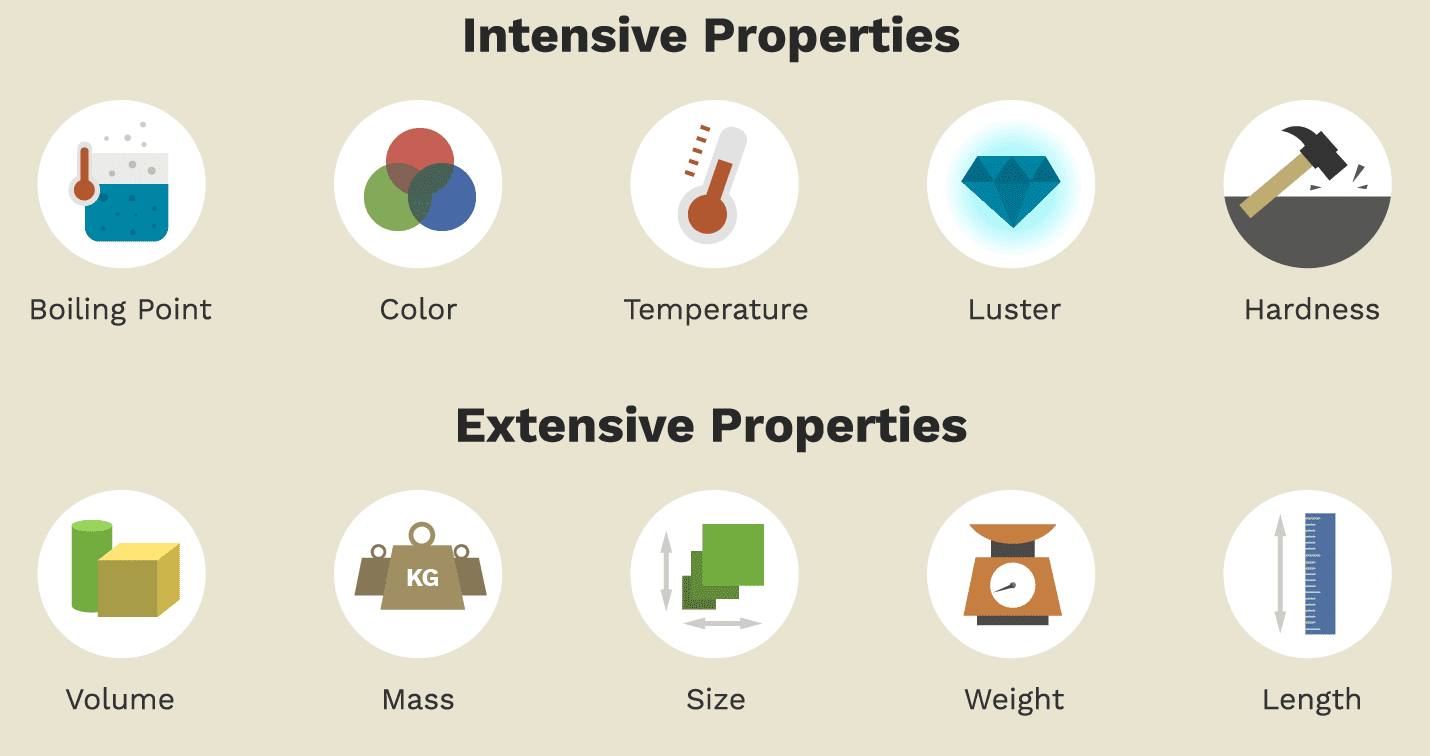 Intensive Properties
Boiling Point
Color
Temperature
Luster
Hardness
Extensive Properties
KG
Volume
Mass
Size
Weight
Length